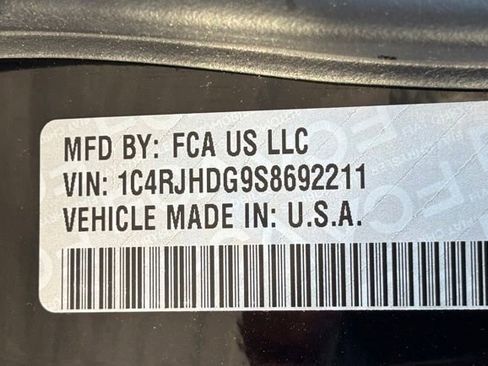 MFD BY: FCA US LLC
VIN: 1C4RJHDG9S8692211
VEHICLE MADE IN: U.S.A.